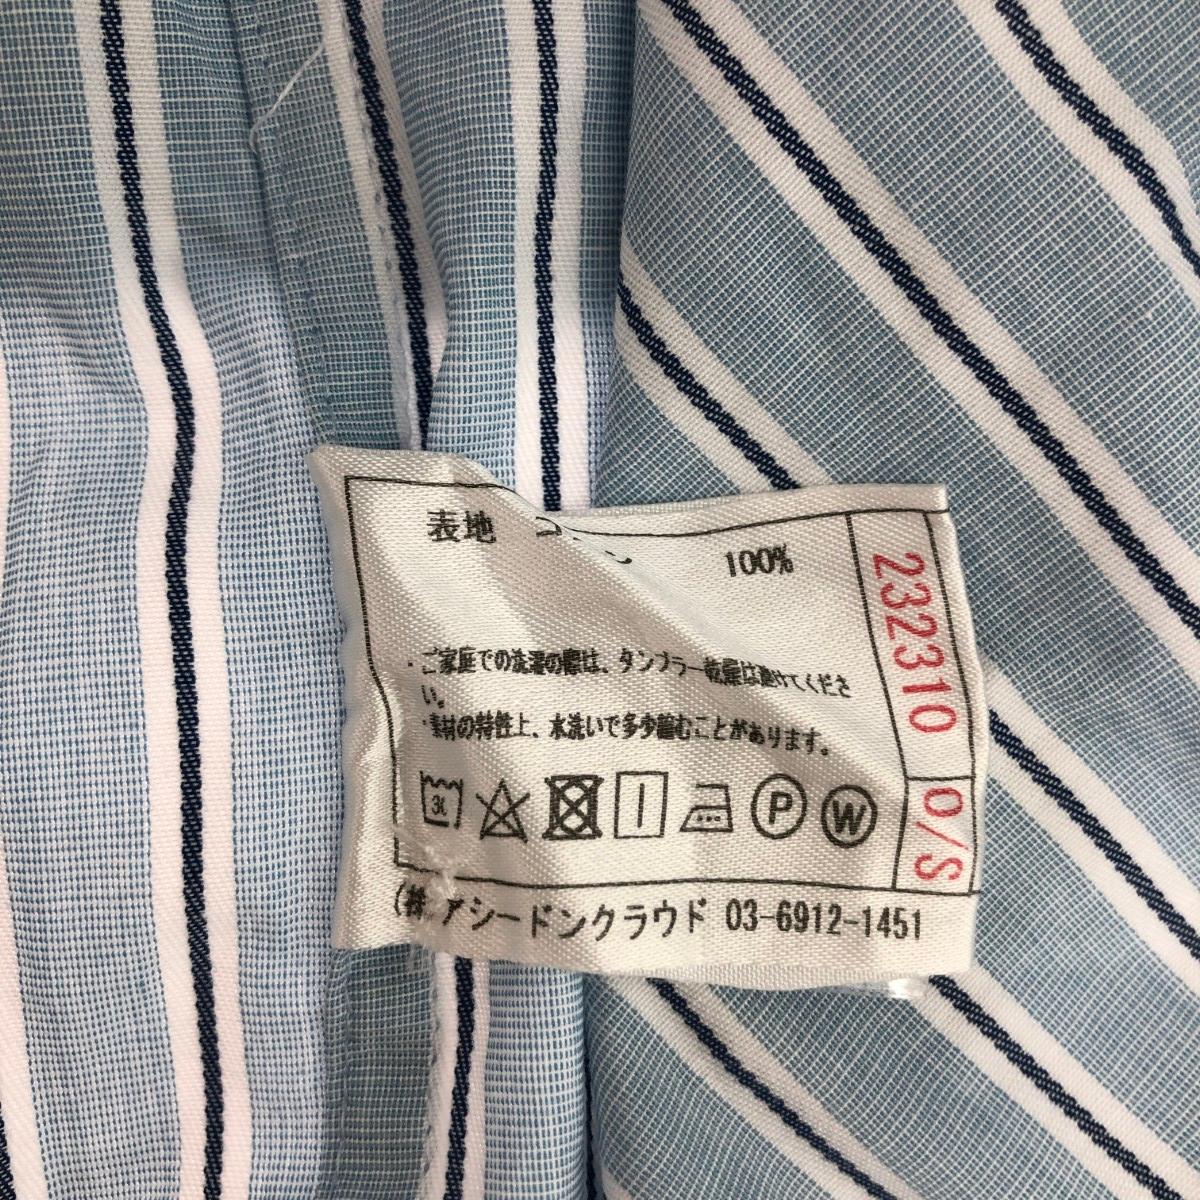 表地 100%
・ご家庭での洗濯の際は、タンブラー乾燥は避けてくださ
い。
・素材の特性上、水洗いで多少縮むことがあります。
30 P W
(株)アシードンクラウド 03-6912-1451
232310 O/S